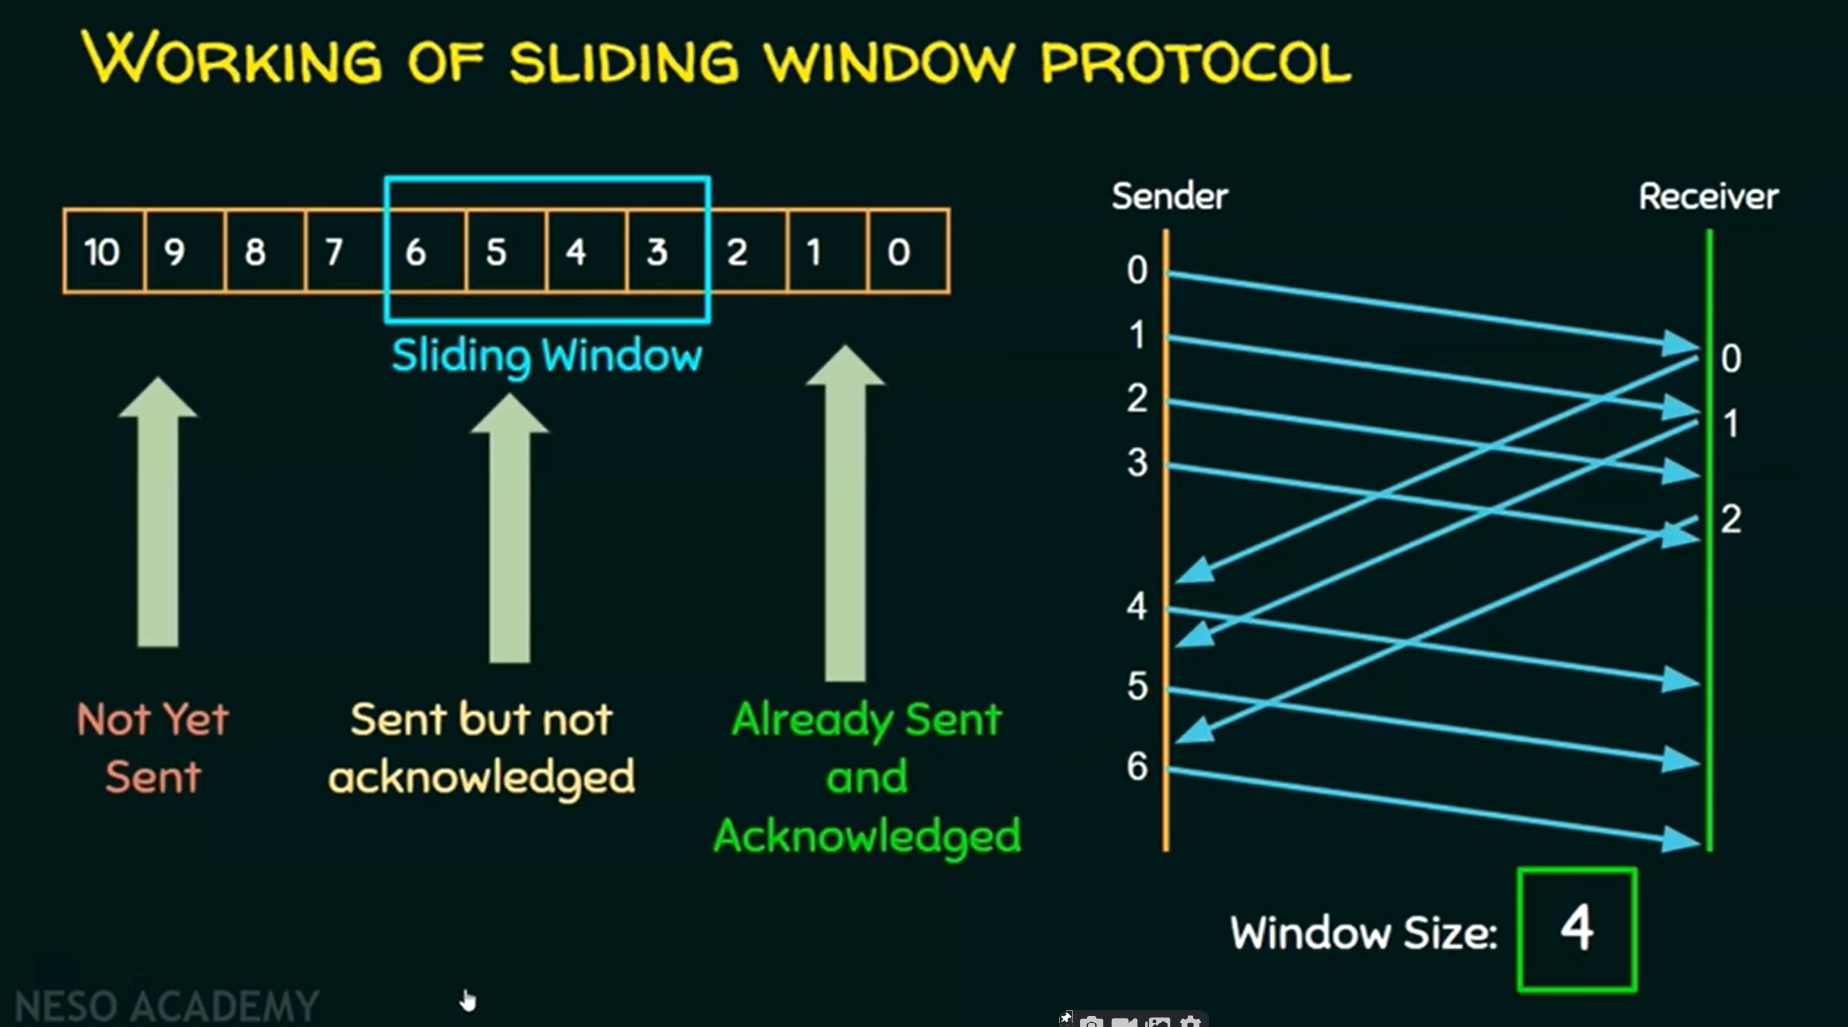 WORKING OF SLIDING WINDOW PROTOCOL
10 9 8 7 6 5 4 3 2 1 0
Sliding Window
Not Yet
Sent
Sent but not
acknowledged
Already Sent
and
Acknowledged
Sender
Receiver
0
1
2
3
4
5
6
0
1
2
Window Size: 4
NESO ACADEMY